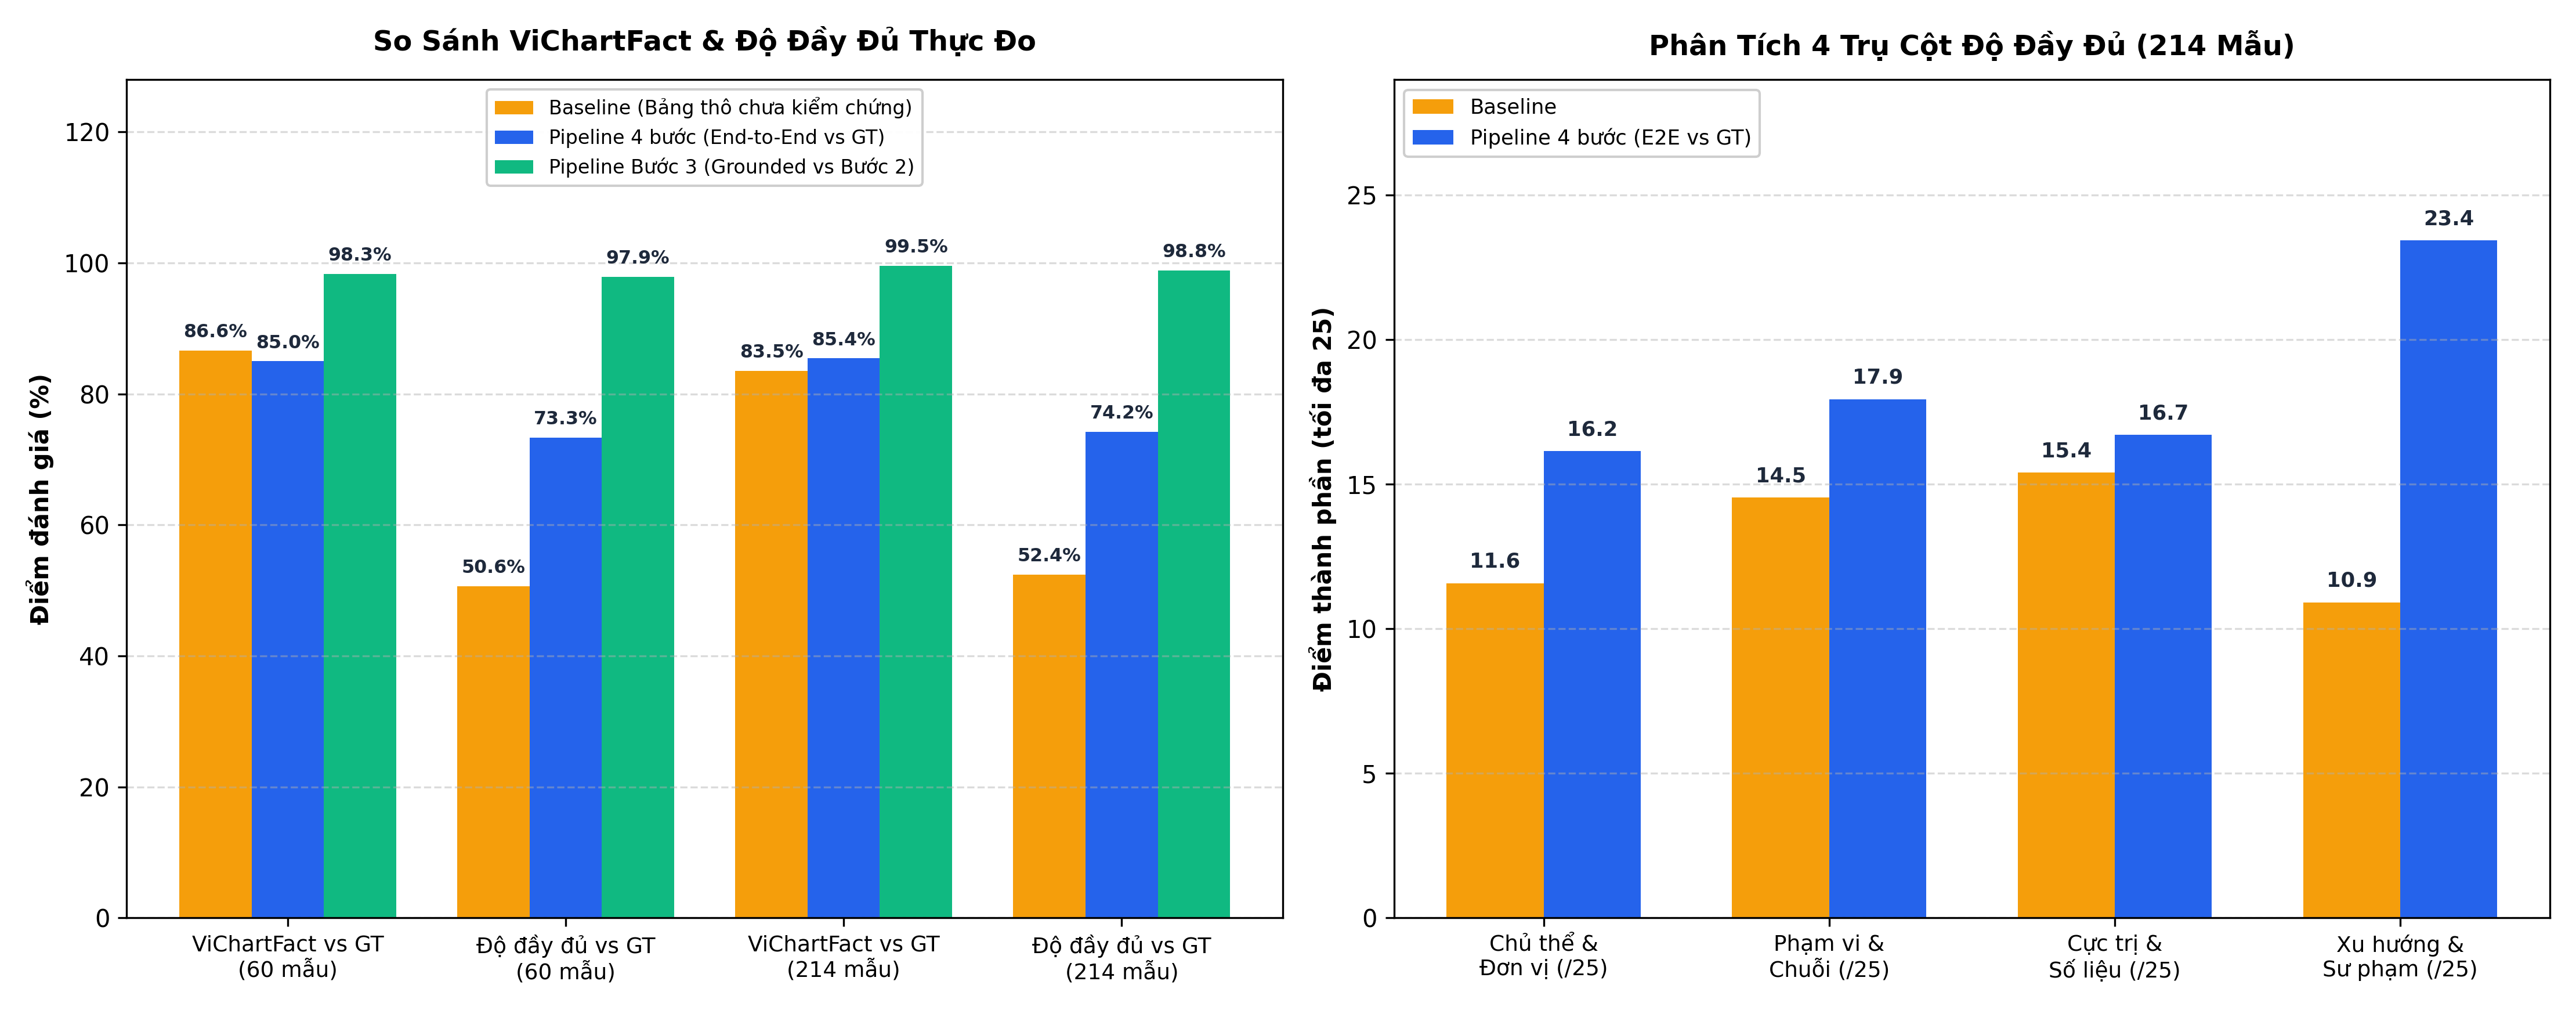 So Sánh ViChartFact & Độ Đầy Đủ Thực Đo
Baseline (Bảng thô chưa kiểm chứng)
Pipeline 4 bước (End-to-End vs GT)
Pipeline Bước 3 (Grounded vs Bước 2)
Điểm đánh giá (%)
120
100
80
60
40
20
0
86.6%
85.0%
98.3%
50.6%
73.3%
97.9%
83.5%
85.4%
99.5%
52.4%
74.2%
98.8%
ViChartFact vs GT
(60 mẫu)
Độ đầy đủ vs GT
(60 mẫu)
ViChartFact vs GT
(214 mẫu)
Độ đầy đủ vs GT
(214 mẫu)
Phân Tích 4 Trụ Cột Độ Đầy Đủ (214 Mẫu)
Baseline
Pipeline 4 bước (E2E vs GT)
Điểm thành phần (tối đa 25)
25
20
15
10
5
0
11.6
16.2
14.5
17.9
15.4
16.7
10.9
23.4
Chủ thể &
Đơn vị (/25)
Phạm vi &
Chuỗi (/25)
Cực trị &
Số liệu (/25)
Xu hướng &
Sư phạm (/25)